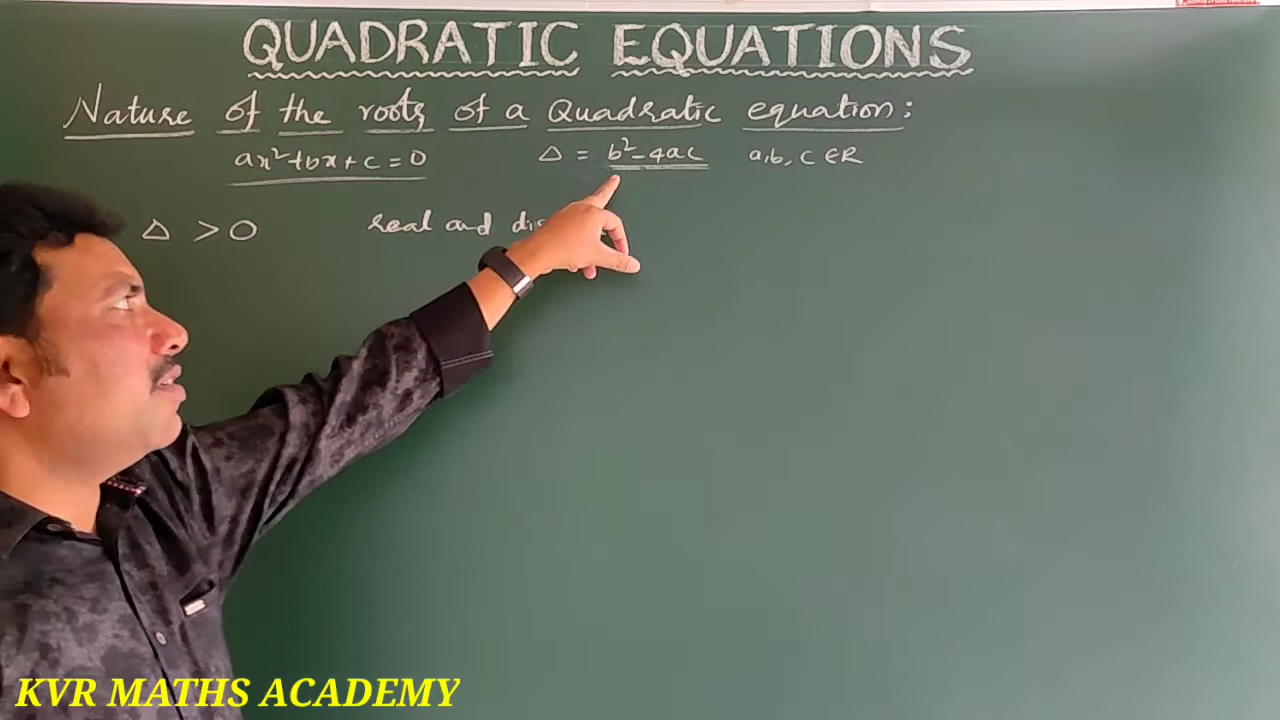 QUADRATIC EQUATIONS
Nature of the roots of a Quadratic equation:
ax²+bx+c=0 Δ = b²-4ac a,b,c ∈ R
Δ > 0 real and
KVR MATHS ACADEMY